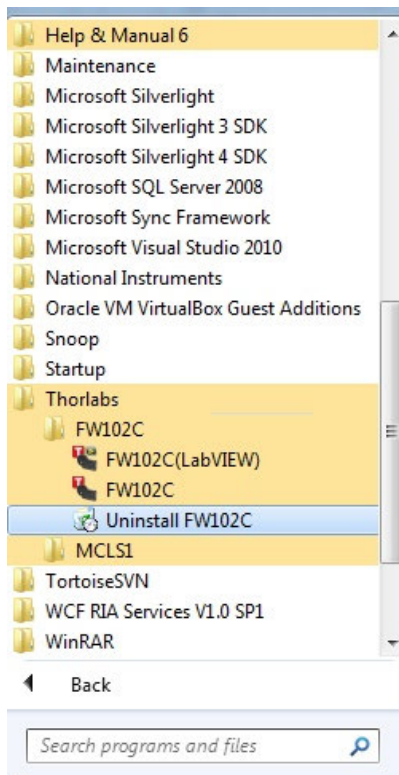 Help & Manual 6
Maintenance
Microsoft Silverlight
Microsoft Silverlight 3 SDK
Microsoft Silverlight 4 SDK
Microsoft SQL Server 2008
Microsoft Sync Framework
Microsoft Visual Studio 2010
National Instruments
Oracle VM VirtualBox Guest Additions
Snoop
Startup
Thorlabs
FW102C
FW102C(LabVIEW)
FW102C
Uninstall FW102C
MCLS1
TortoiseSVN
WCF RIA Services V1.0 SP1
WinRAR
Back
Search programs and files